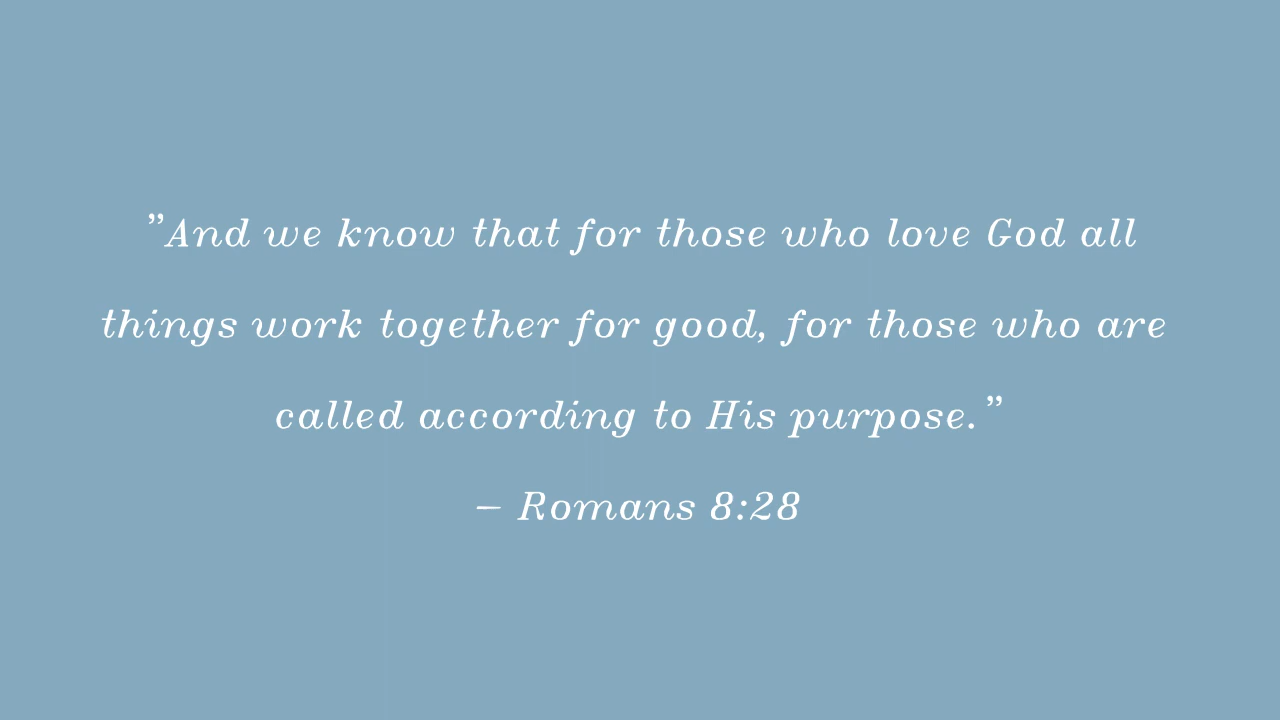 ”And we know that for those who love God all
things work together for good, for those who are
called according to His purpose.”
– Romans 8:28